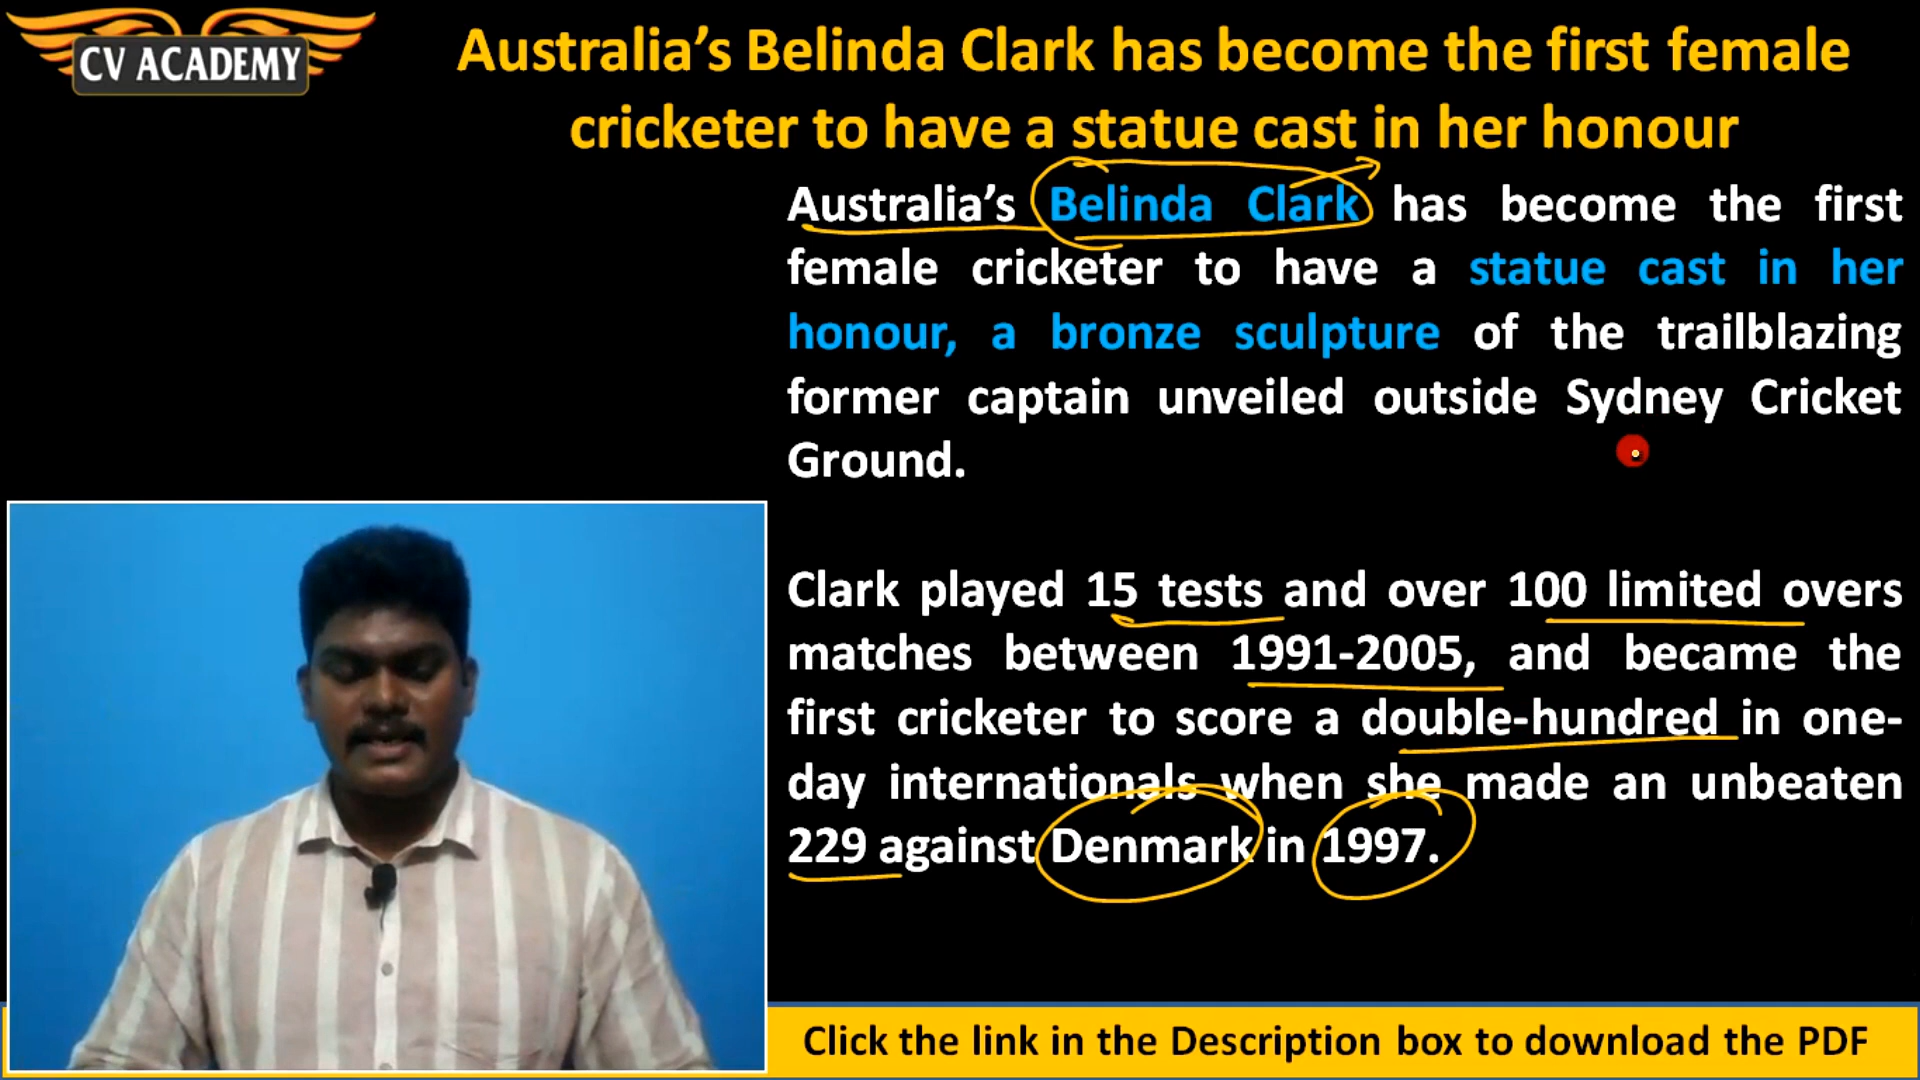 CV ACADEMY
Australia's Belinda Clark has become the first female
cricketer to have a statue cast in her honour
Australia's Belinda Clark has become the first
female cricketer to have a statue cast in her
honour, a bronze sculpture of the trailblazing
former captain unveiled outside Sydney Cricket
Ground.
Clark played 15 tests and over 100 limited overs
matches between 1991-2005, and became the
first cricketer to score a double-hundred in one-
day internationals when she made an unbeaten
229 against Denmark in 1997.
Click the link in the Description box to download the PDF